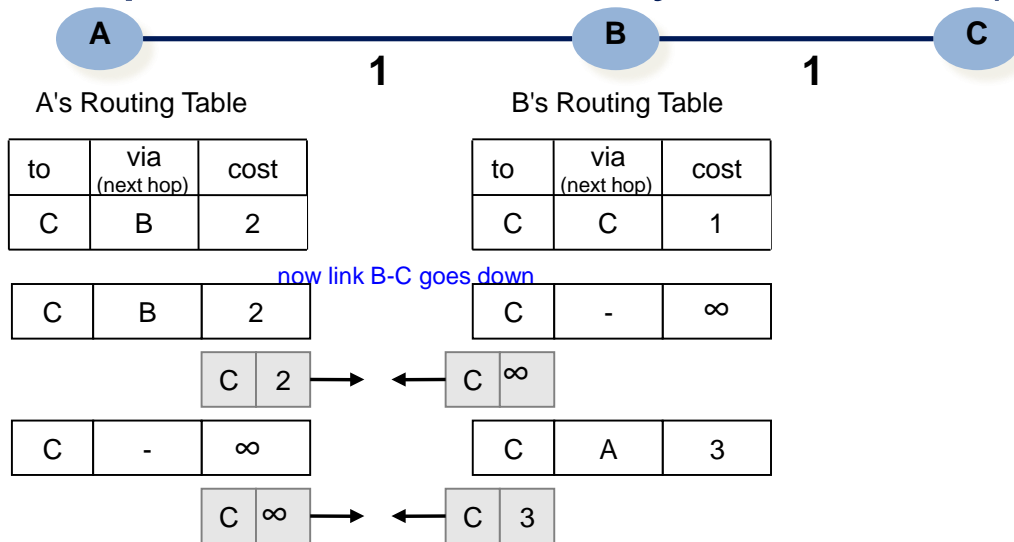 A B C
1 1
A's Routing Table B's Routing Table
to via (next hop) cost to via (next hop) cost
C B 2 C C 1
now link B-C goes down
C B 2 C - ∞
C 2 C ∞
C - ∞ C A 3
C ∞ C 3